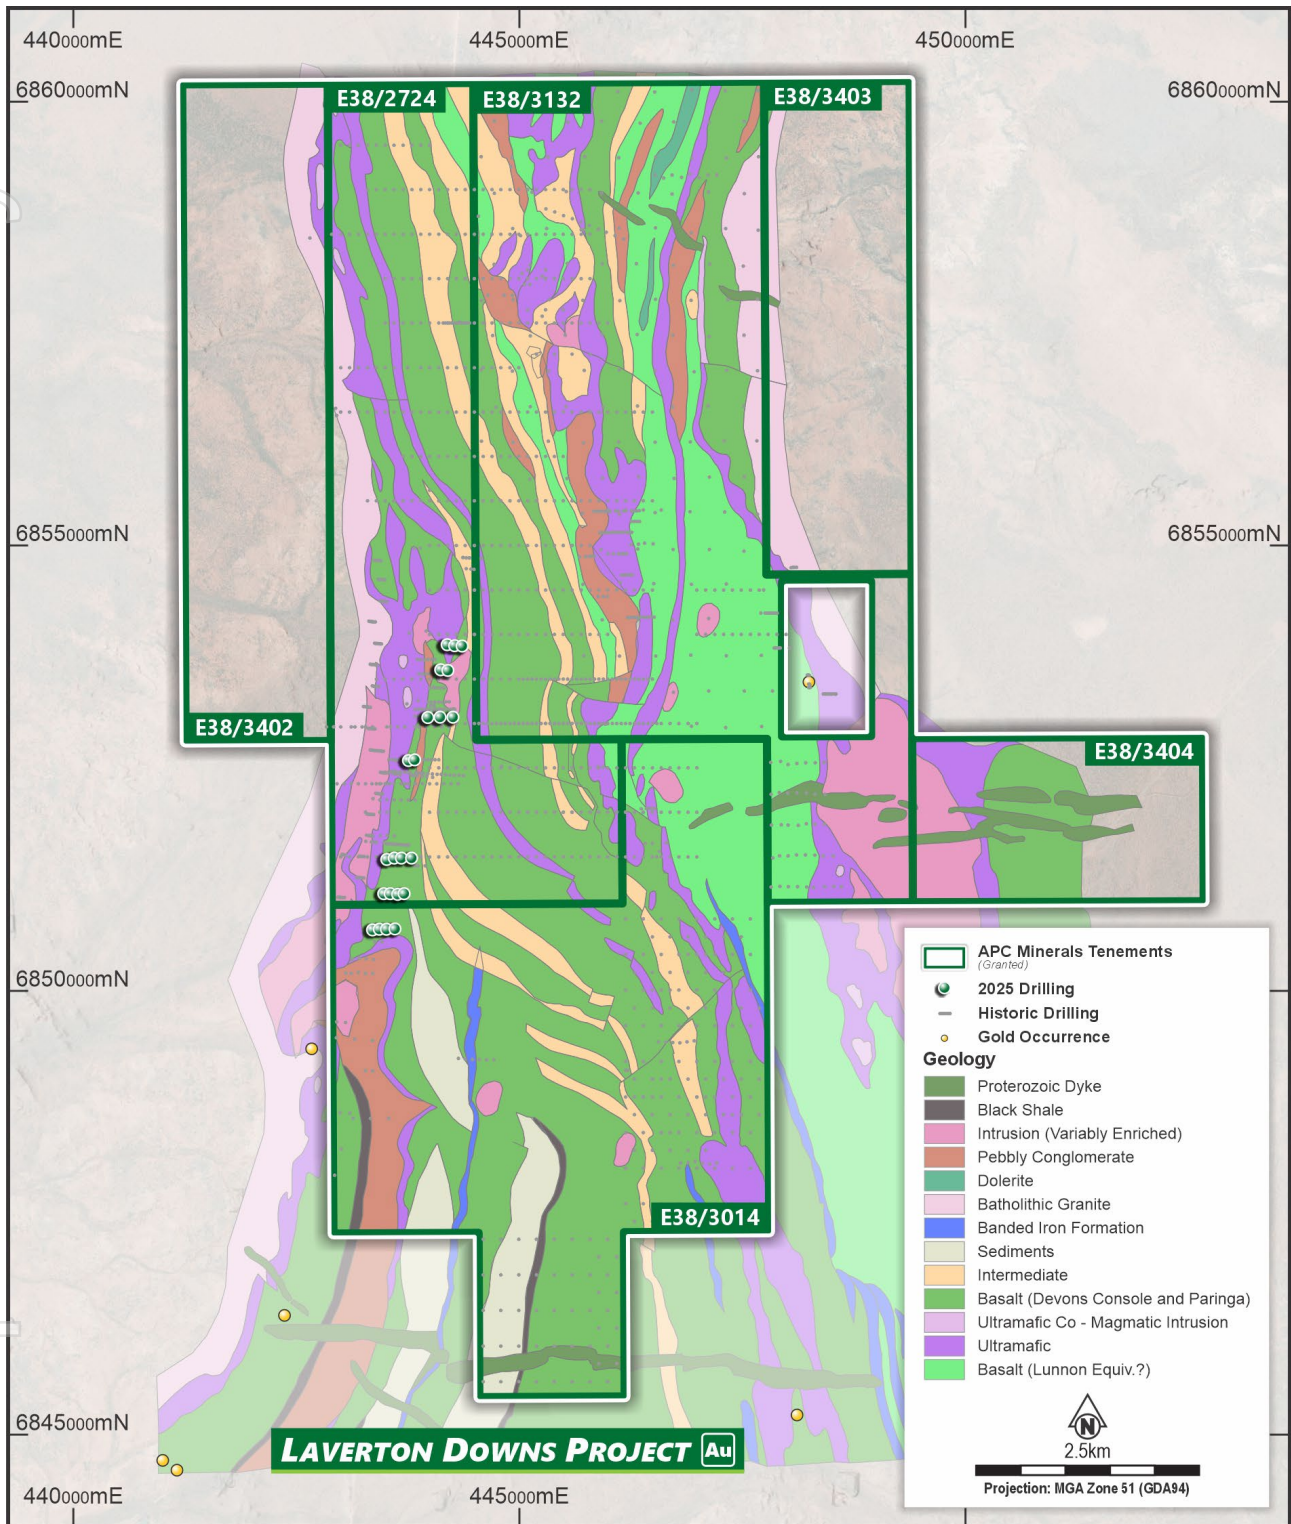 440000mE
445000mE
450000mE
6860000mN
6860000mN
E38/2724
E38/3132
E38/3403
6855000mN
6855000mN
E38/3402
E38/3404
6850000mN
E38/3014
6845000mN
440000mE
445000mE
LAVERTON DOWNS PROJECT Au
APC Minerals Tenements
(Granted)
2025 Drilling
Historic Drilling
Gold Occurrence
Geology
Proterozoic Dyke
Black Shale
Intrusion (Variably Enriched)
Pebbly Conglomerate
Dolerite
Batholithic Granite
Banded Iron Formation
Sediments
Intermediate
Basalt (Devons Console and Paringa)
Ultramafic Co - Magmatic Intrusion
Ultramafic
Basalt (Lunnon Equiv.?)
N
2.5km
Projection: MGA Zone 51 (GDA94)